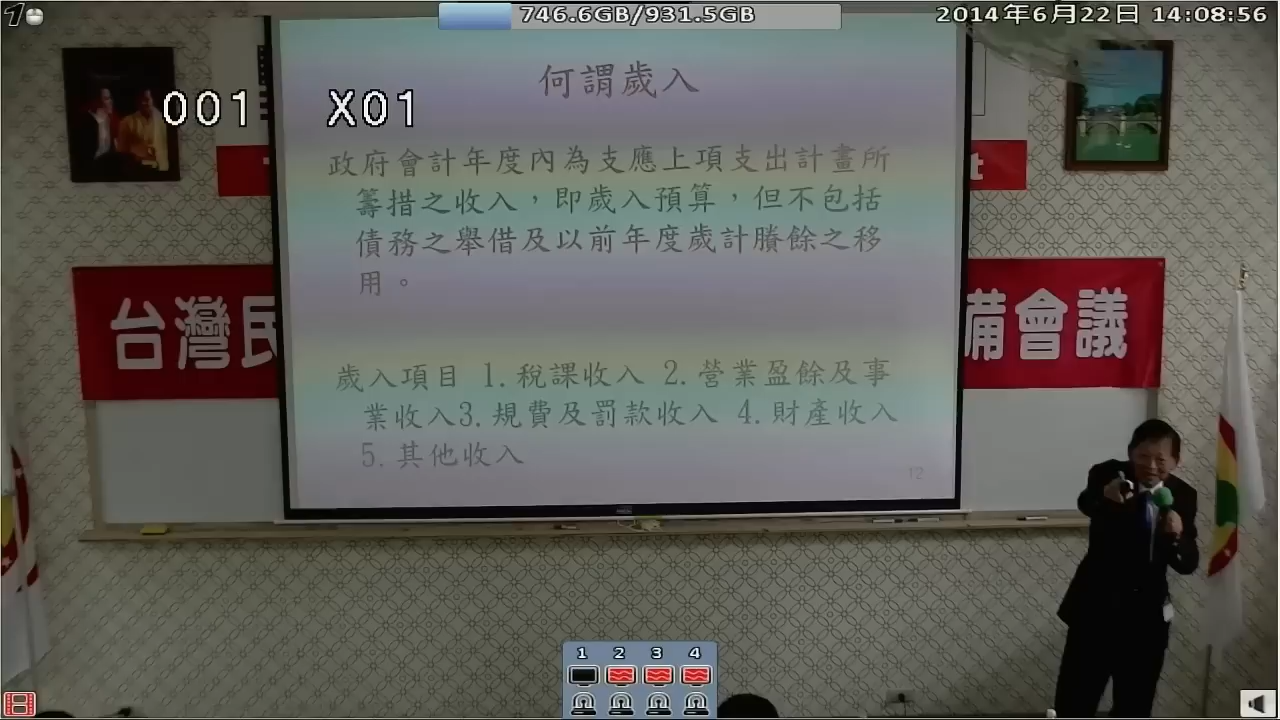 746.6GB/931.5GB
2014年6月22日 14:08:56
001 X01
何謂歲入
政府會計年度內為支應上項支出計畫所
籌措之收入，即歲入預算，但不包括
債務之舉借及以前年度歲計賸餘之移
用。
台灣民
備會議
歲入項目 1.稅課收入 2.營業盈餘及事
業收入3.規費及罰款收入 4.財產收入
5.其他收入
12
1 2 3 4